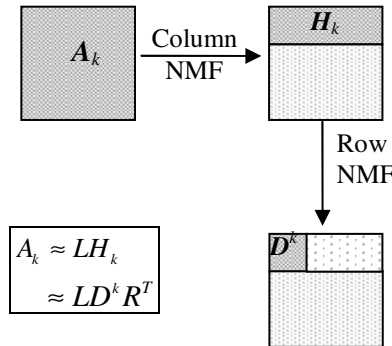 A_k
Column
NMF
H_k
Row
NMF
D^k
A_k ≈ LH_k
≈ LD^k R^T